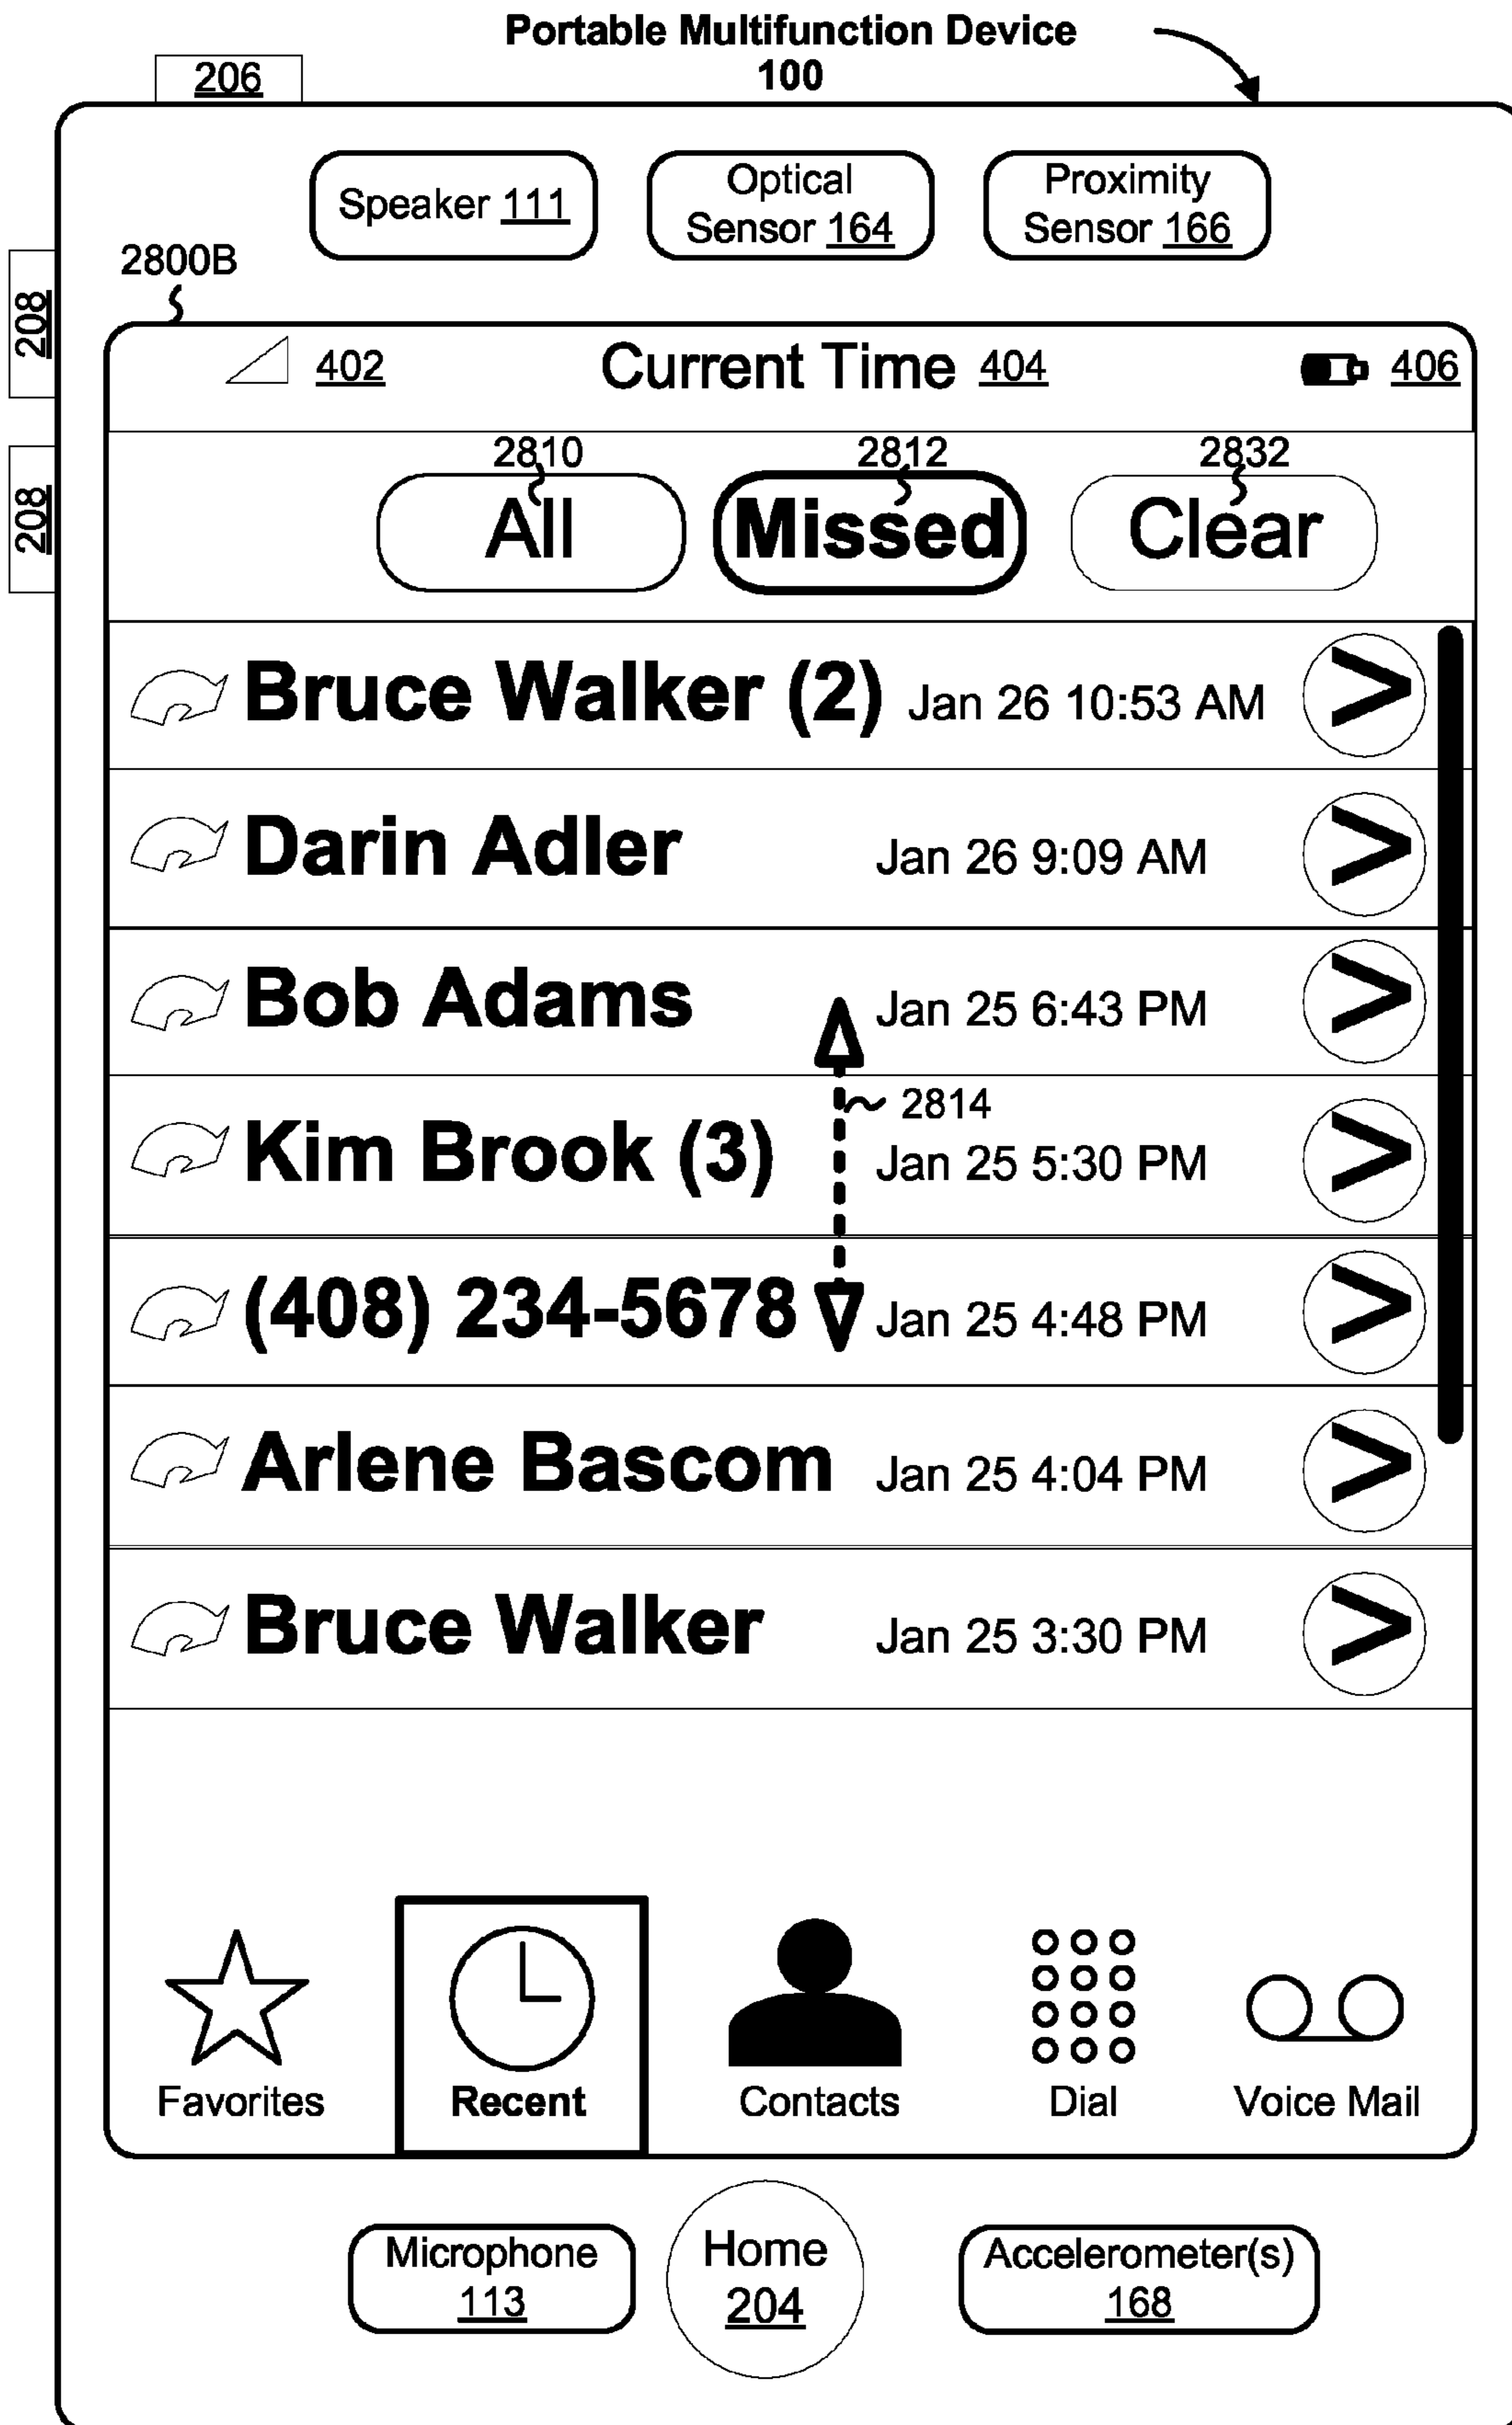 Portable Multifunction Device
100
206
Speaker 111
Optical
Sensor 164
Proximity
Sensor 166
2800B
208
208
402
Current Time 404
406
2810
2812
2832
All
Missed
Clear
Bruce Walker (2) Jan 26 10:53 AM >
Darin Adler Jan 26 9:09 AM >
Bob Adams Jan 25 6:43 PM >
2814
Kim Brook (3) Jan 25 5:30 PM >
(408) 234-5678 Jan 25 4:48 PM >
Arlene Bascom Jan 25 4:04 PM >
Bruce Walker Jan 25 3:30 PM >
Favorites
Recent
Contacts
Dial
Voice Mail
Microphone
113
Home
204
Accelerometer(s)
168